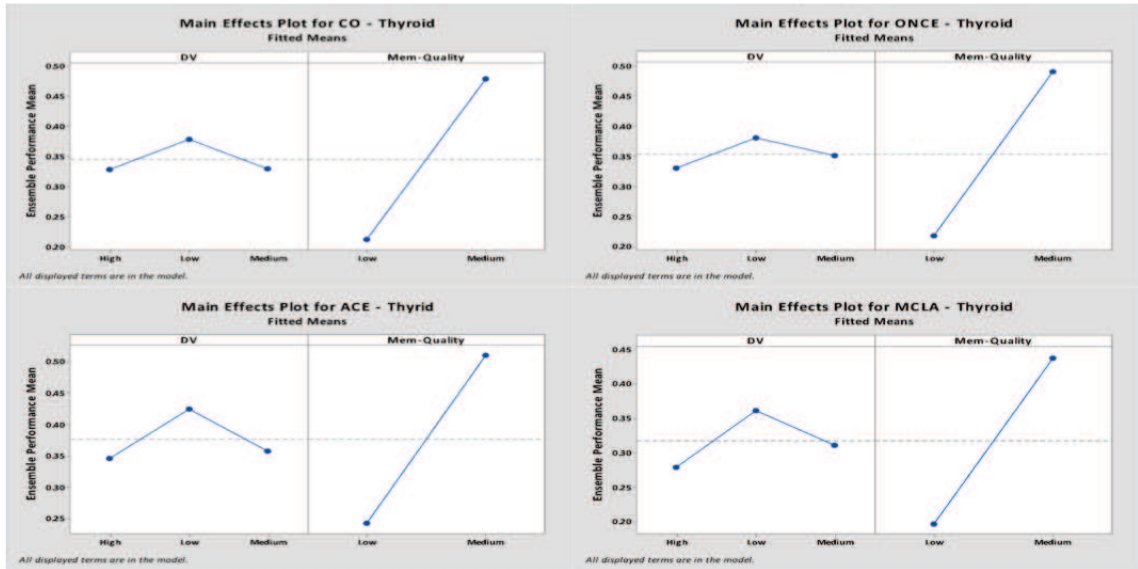 Main Effects Plot for CO - Thyroid
Fitted Means
DV
Mem-Quality
Ensemble Performance Mean
0.50
0.45
0.40
0.35
0.30
0.25
0.20
High
Low
Medium
Low
Medium
All displayed terms are in the model.
Main Effects Plot for ONCE - Thyroid
Fitted Means
DV
Mem-Quality
Ensemble Performance Mean
0.50
0.45
0.40
0.35
0.30
0.25
0.20
High
Low
Medium
Low
Medium
All displayed terms are in the model.
Main Effects Plot for ACE - Thyrid
Fitted Means
DV
Mem-Quality
Ensemble Performance Mean
0.50
0.45
0.40
0.35
0.30
0.25
High
Low
Medium
Low
Medium
All displayed terms are in the model.
Main Effects Plot for MCLA - Thyroid
Fitted Means
DV
Mem-Quality
Ensemble Performance Mean
0.45
0.40
0.35
0.30
0.25
0.20
High
Low
Medium
Low
Medium
All displayed terms are in the model.